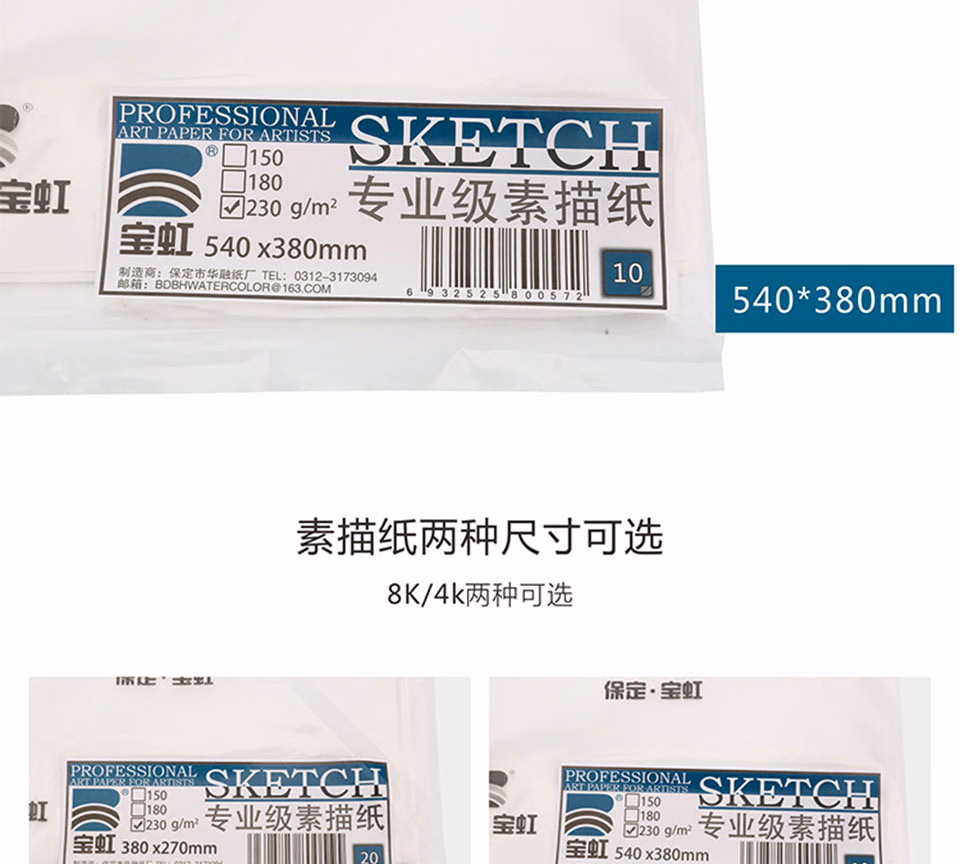 PROFESSIONAL
ART PAPER FOR ARTISTS
SKETCH
®
150
180
230 g/m²
专业级素描纸
宝虹
宝虹 540 x380mm
制造商：保定市华融纸厂 TEL：0312-3173094
邮箱：BDBHWATERCOLOR@163.COM
6 932525 800572
10
540*380mm
素描纸两种尺寸可选
8K/4k两种可选
保定·宝虹
PROFESSIONAL
ART PAPER FOR ARTISTS
SKETCH
150
180
230 g/m²
专业级素描纸
宝虹 380 x270mm
20
保定·宝虹
PROFESSIONAL
ART PAPER FOR ARTISTS
SKETCH
150
180
230 g/m²
专业级素描纸
宝虹
宝虹 540 x380mm